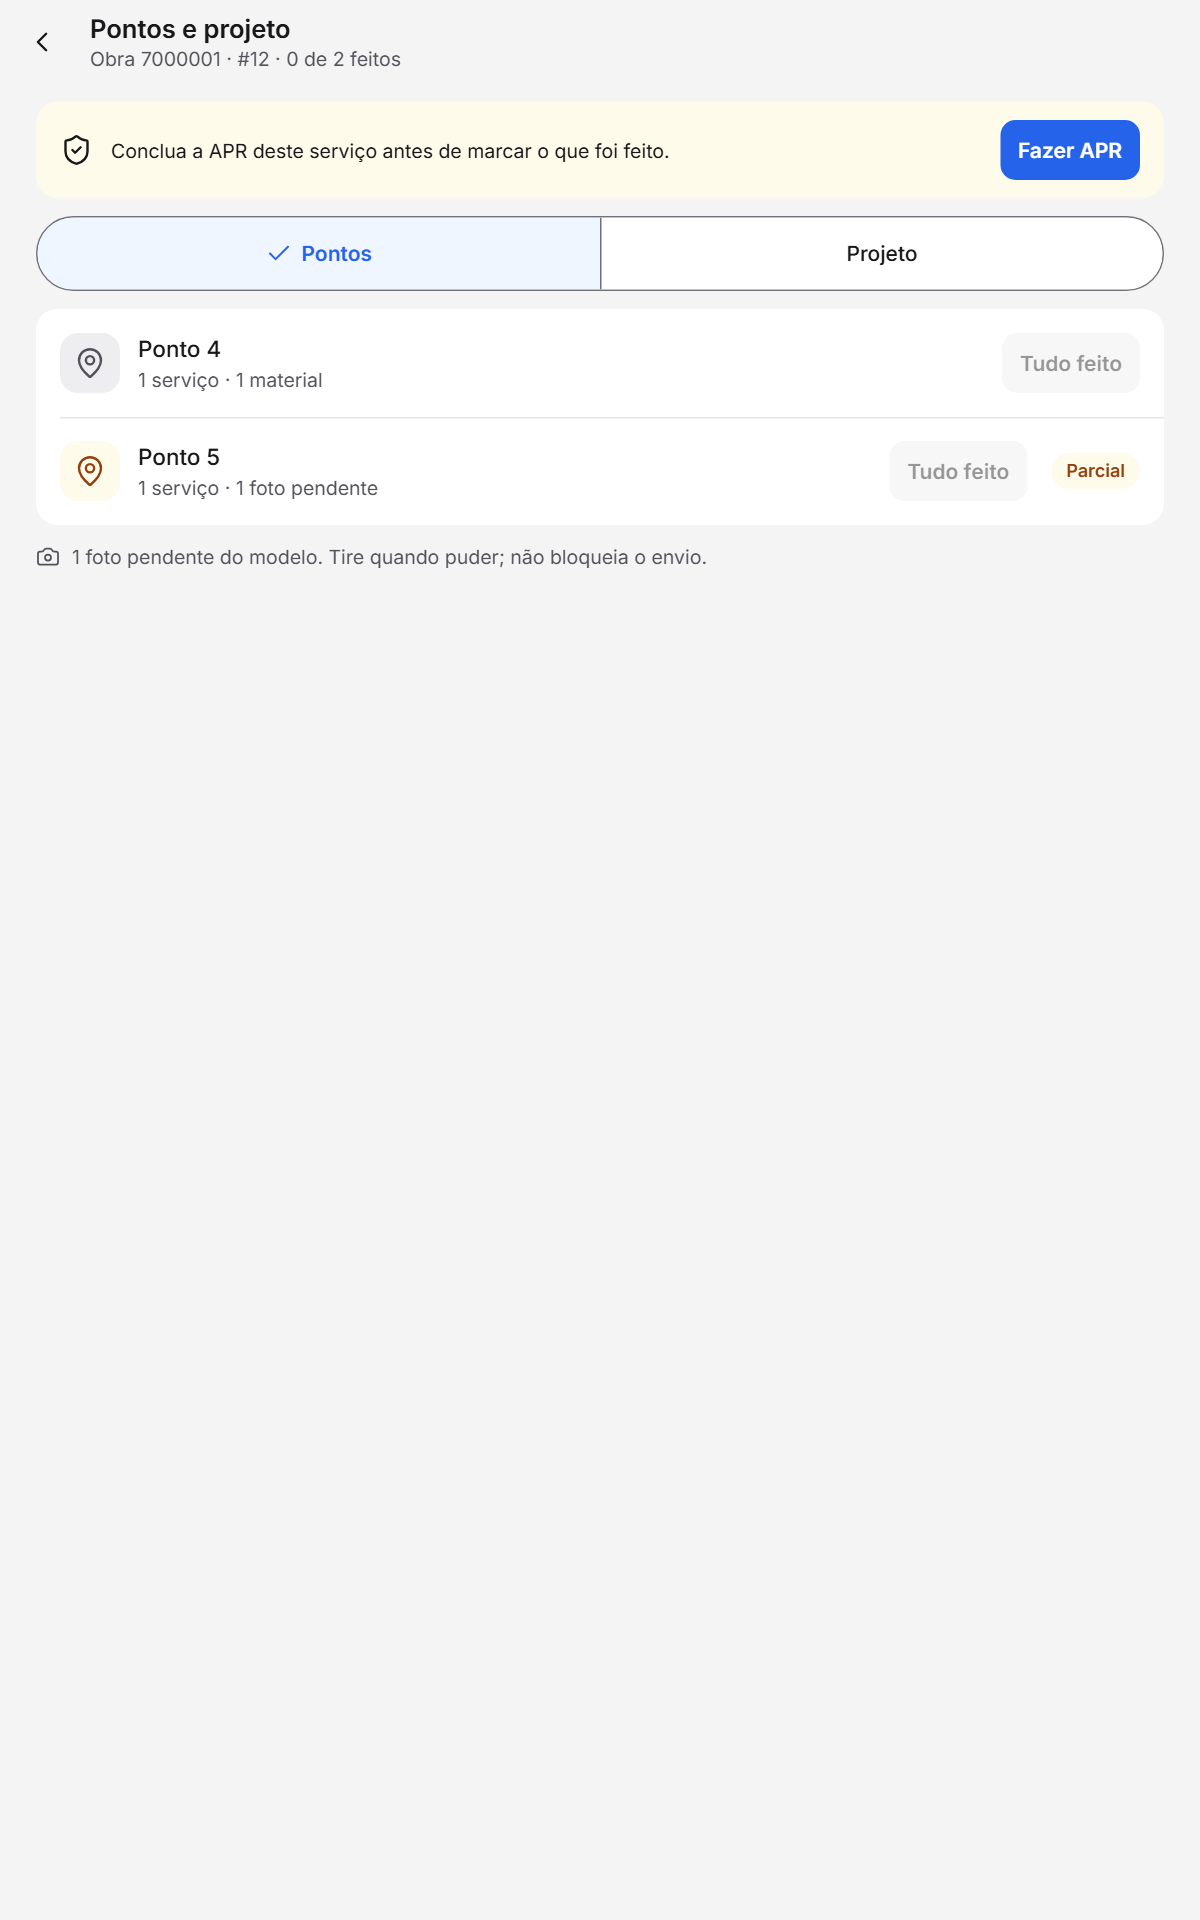 Pontos e projeto
Obra 7000001 · #12 · 0 de 2 feitos
Conclua a APR deste serviço antes de marcar o que foi feito.
Fazer APR
Pontos
Projeto
Ponto 4
1 serviço · 1 material
Tudo feito
Ponto 5
1 serviço · 1 foto pendente
Tudo feito
Parcial
1 foto pendente do modelo. Tire quando puder; não bloqueia o envio.